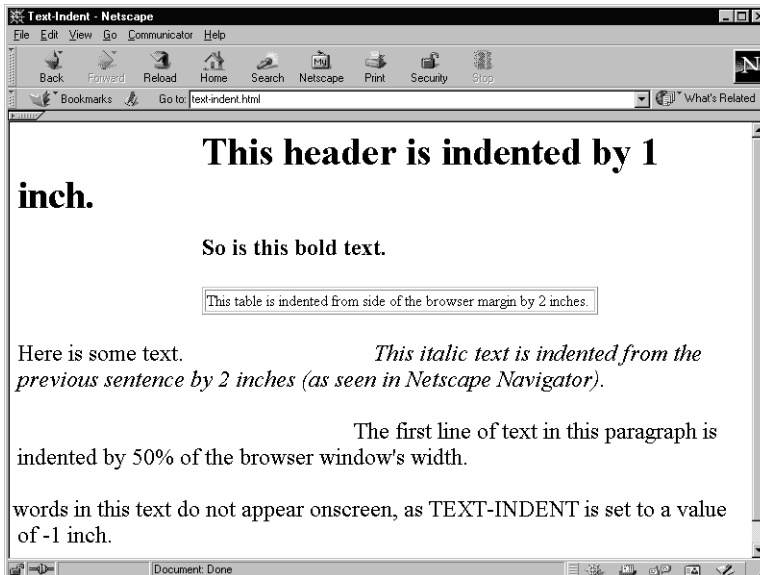 Text-Indent - Netscape
File Edit View Go Communicator Help
Back Forward Reload Home Search Netscape Print Security Stop
My
N
Bookmarks Go to: text-indent.html What's Related
This header is indented by 1
inch.
So is this bold text.
This table is indented from side of the browser margin by 2 inches.
Here is some text. This italic text is indented from the
previous sentence by 2 inches (as seen in Netscape Navigator).
The first line of text in this paragraph is
indented by 50% of the browser window's width.
words in this text do not appear onscreen, as TEXT-INDENT is set to a value
of -1 inch.
Document: Done